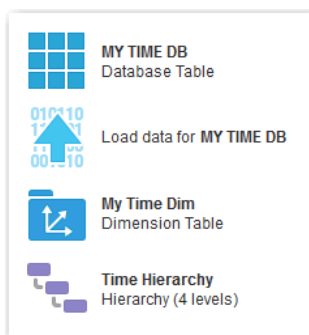 MY TIME DB
Database Table
010110
Load data for MY TIME DB
My Time Dim
Dimension Table
Time Hierarchy
Hierarchy (4 levels)